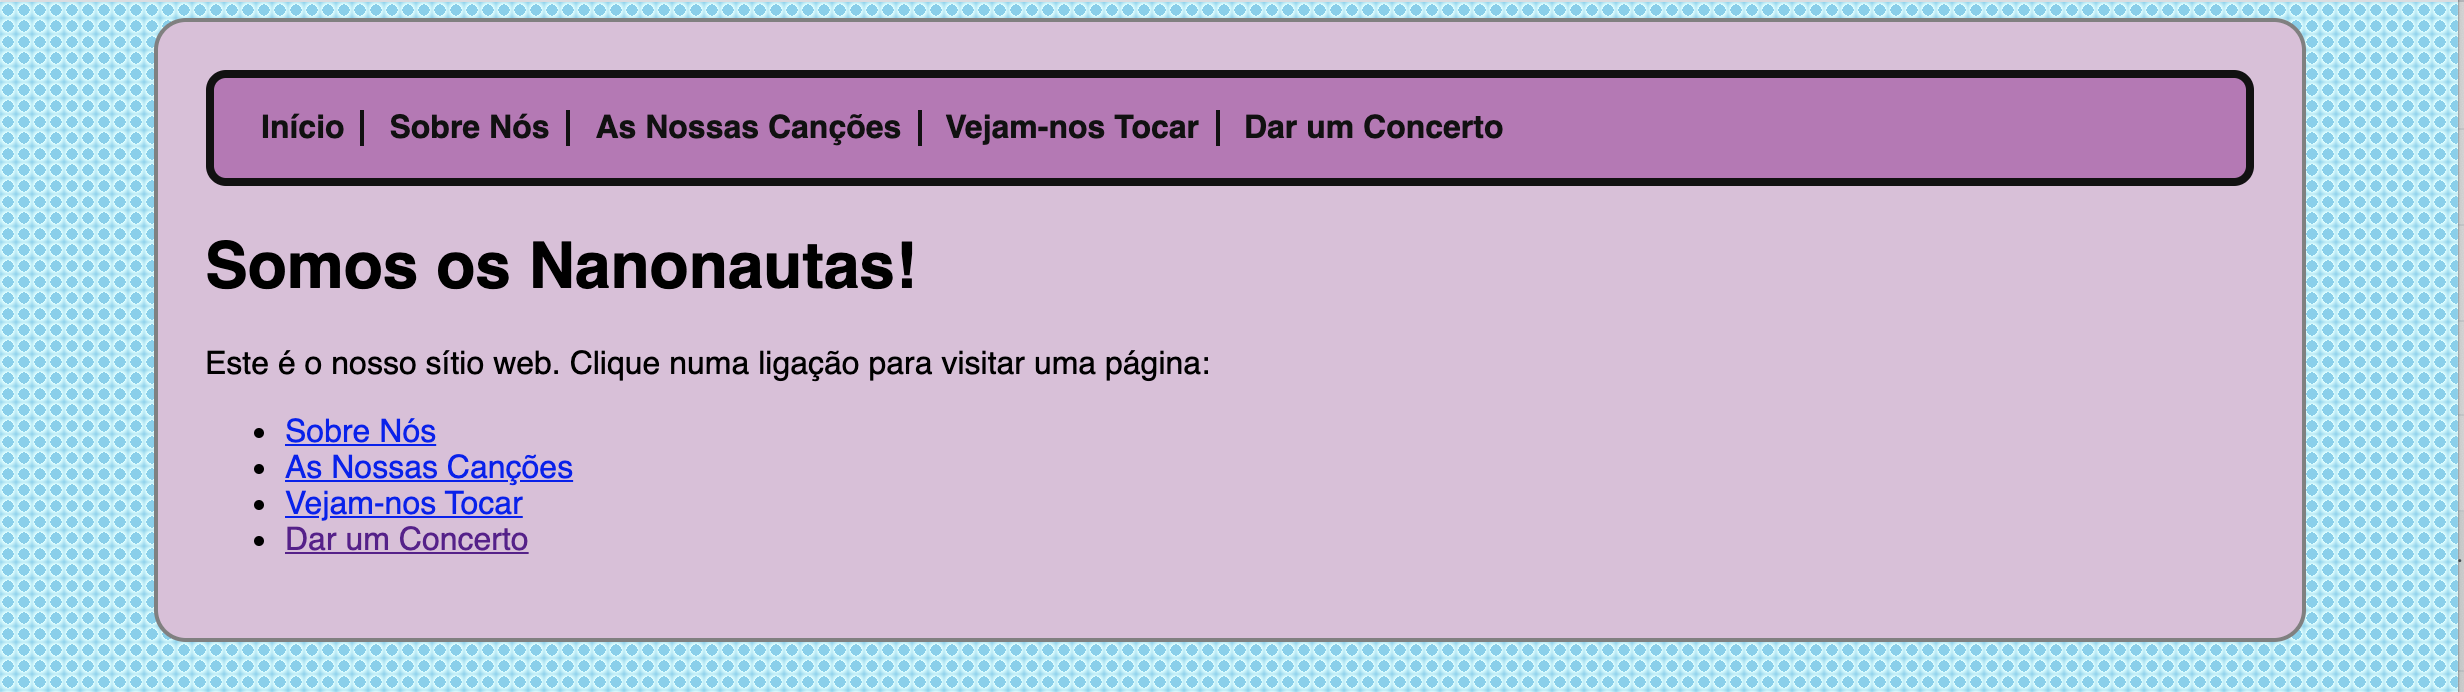 Início | Sobre Nós | As Nossas Canções | Vejam-nos Tocar | Dar um Concerto
Somos os Nanonautas!
Este é o nosso sítio web. Clique numa ligação para visitar uma página:
• Sobre Nós
• As Nossas Canções
• Vejam-nos Tocar
• Dar um Concerto